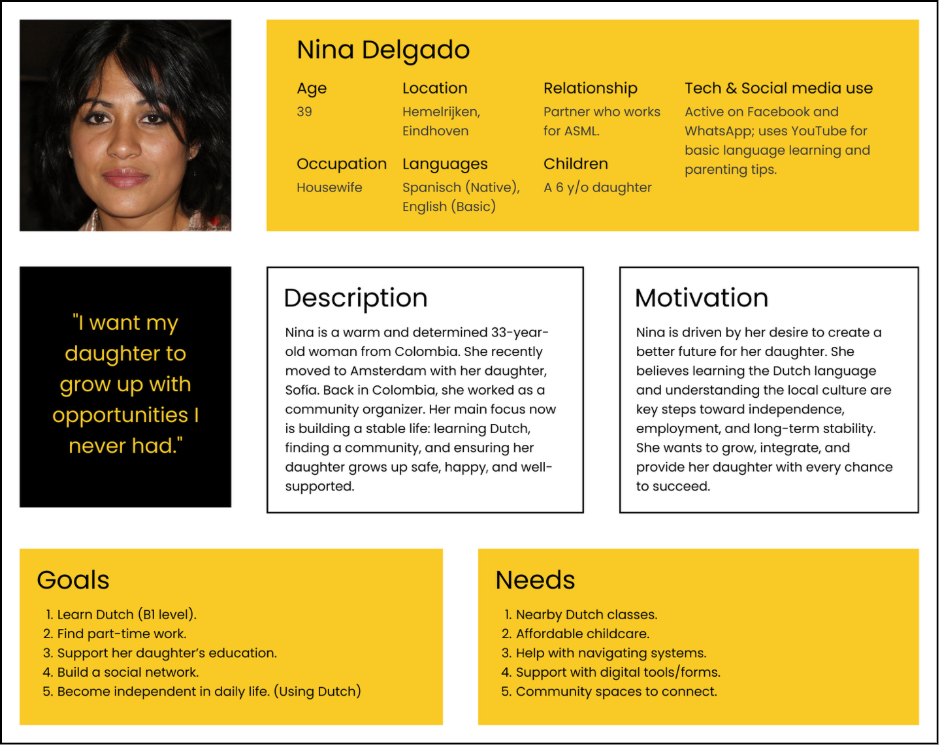 Nina Delgado
Age
39
Location
Hemelrijken,
Eindhoven
Relationship
Partner who works
for ASML.
Tech & Social media use
Active on Facebook and
WhatsApp; uses YouTube for
basic language learning and
parenting tips.
Occupation
Housewife
Languages
Spanisch (Native),
English (Basic)
Children
A 6 y/o daughter
"I want my
daughter to
grow up with
opportunities I
never had."
Description
Nina is a warm and determined 33-year-
old woman from Colombia. She recently
moved to Amsterdam with her daughter,
Sofía. Back in Colombia, she worked as a
community organizer. Her main focus now
is building a stable life: learning Dutch,
finding a community, and ensuring her
daughter grows up safe, happy, and well-
supported.
Motivation
Nina is driven by her desire to create a
better future for her daughter. She
believes learning the Dutch language
and understanding the local culture are
key steps toward independence,
employment, and long-term stability.
She wants to grow, integrate, and
provide her daughter with every chance
to succeed.
Goals
1. Learn Dutch (B1 level).
2. Find part-time work.
3. Support her daughter’s education.
4. Build a social network.
5. Become independent in daily life. (Using Dutch)
Needs
1. Nearby Dutch classes.
2. Affordable childcare.
3. Help with navigating systems.
4. Support with digital tools/forms.
5. Community spaces to connect.